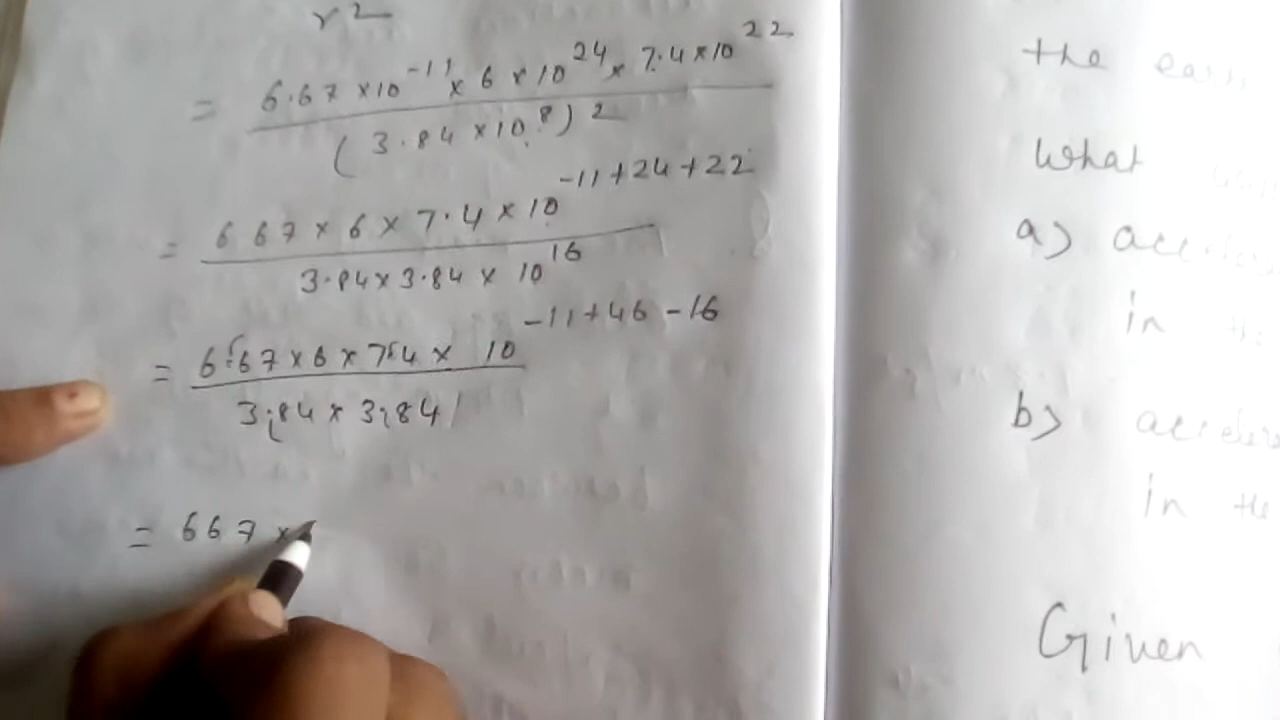 r2
= 6.67 ×10^-11 × 6 × 10^24 × 7.4 ×10^22
(3.84 ×10^8)2
= 6 67 × 6 × 7.4 × 10^-11+24+22
3.84×3.84 × 10^16
= 6.67 × 6 × 7.4 × 10^-11+46-16
3.84 × 3.84
= 667 ×
the
What
a)
in
b)
in the
Given